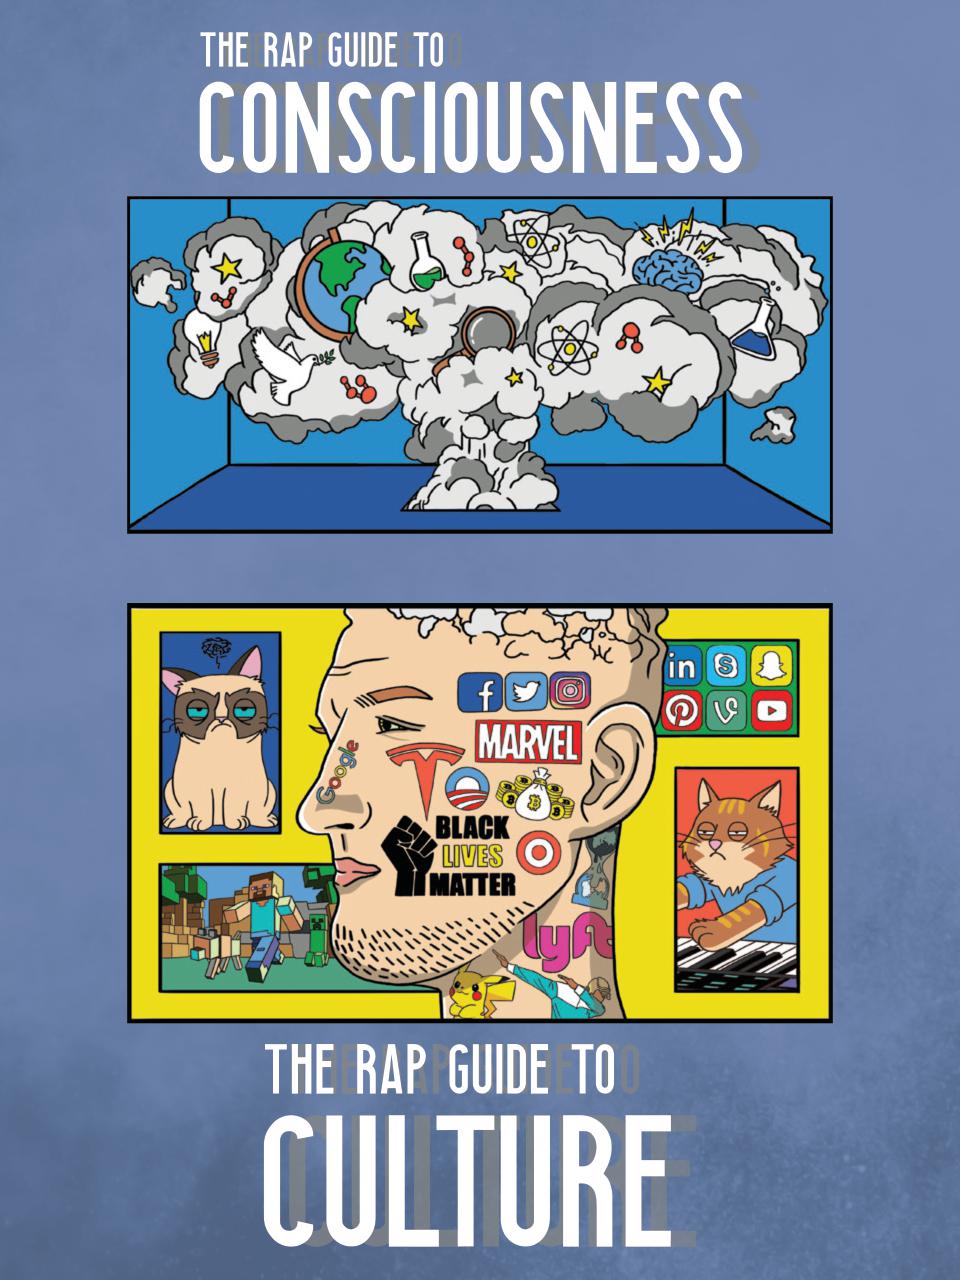 THE RAP GUIDE TO
CONSCIOUSNESS
in
MARVEL
Google
BLACK
LIVES
MATTER
lyft
THE RAP GUIDE TO
CULTURE